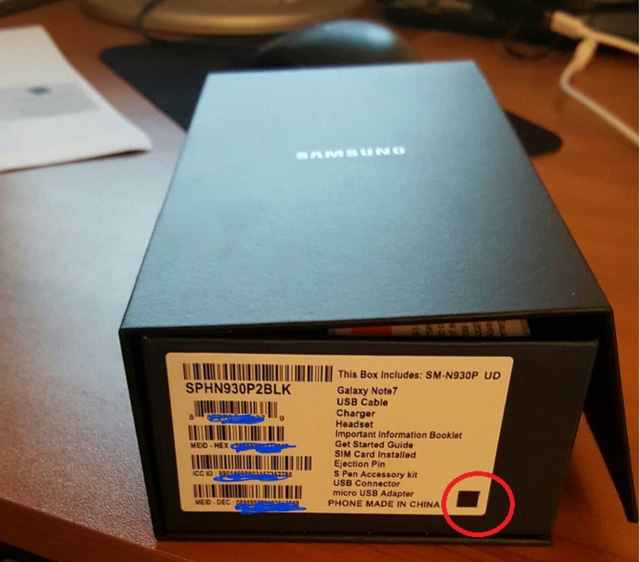 SAMSUNG
SPHN930P2BLK
8 9
MEID - HEX
ICC ID -
MEID - DEC -
This Box Includes: SM-N930P UD
Galaxy Note7
USB Cable
Charger
Headset
Important Information Booklet
Get Started Guide
SIM Card Installed
Ejection Pin
S Pen Accessory kit
USB Connector
micro USB Adapter
PHONE MADE IN CHINA